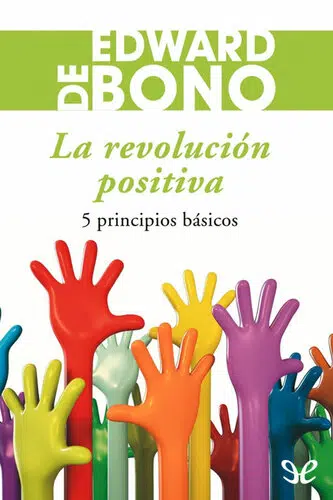 EDWARD
DE BONO
La revolución
positiva
5 principios básicos